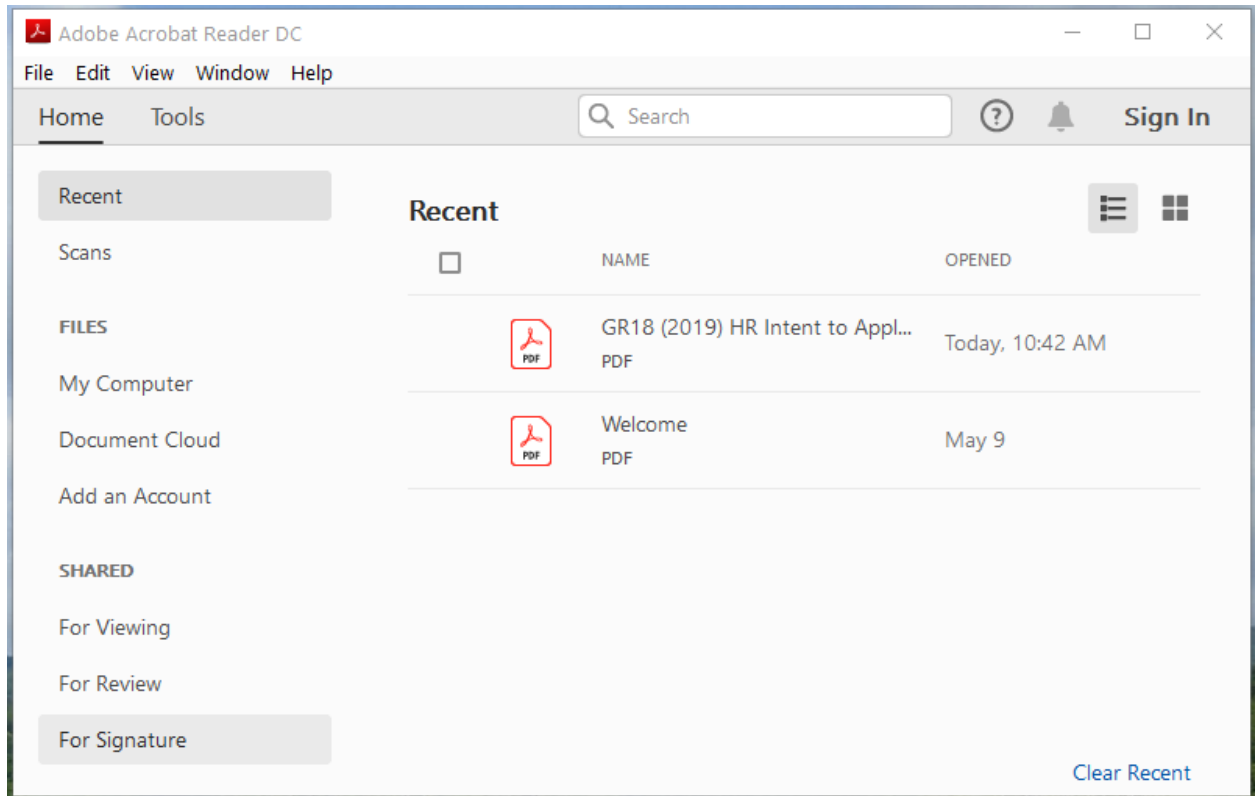 Adobe Acrobat Reader DC
File Edit View Window Help
Home Tools Search ? Sign In
Recent
Scans
FILES
My Computer
Document Cloud
Add an Account
SHARED
For Viewing
For Review
For Signature
Recent
NAME OPENED
GR18 (2019) HR Intent to Appl... Today, 10:42 AM
PDF
PDF
Welcome May 9
PDF
PDF
Clear Recent